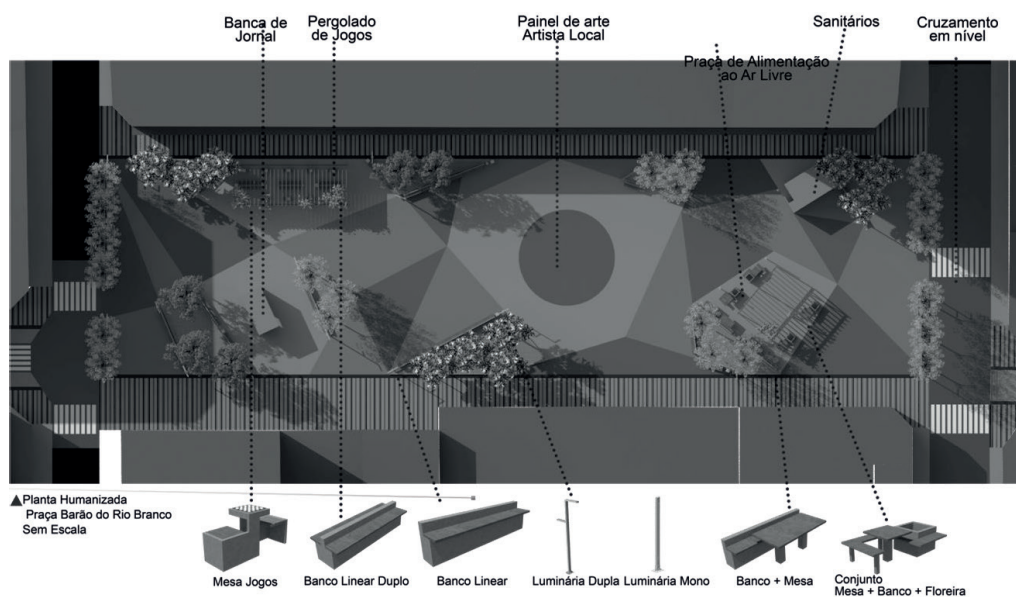 Banca de
Jornal
Pergolado
de Jogos
Painel de arte
Artista Local
Praça de Alimentação
ao Ar Livre
Sanitários
Cruzamento
em nível
Planta Humanizada
Praça Barão do Rio Branco
Sem Escala
Mesa Jogos
Banco Linear Duplo
Banco Linear
Luminária Dupla
Luminária Mono
Banco + Mesa
Conjunto
Mesa + Banco + Floreira